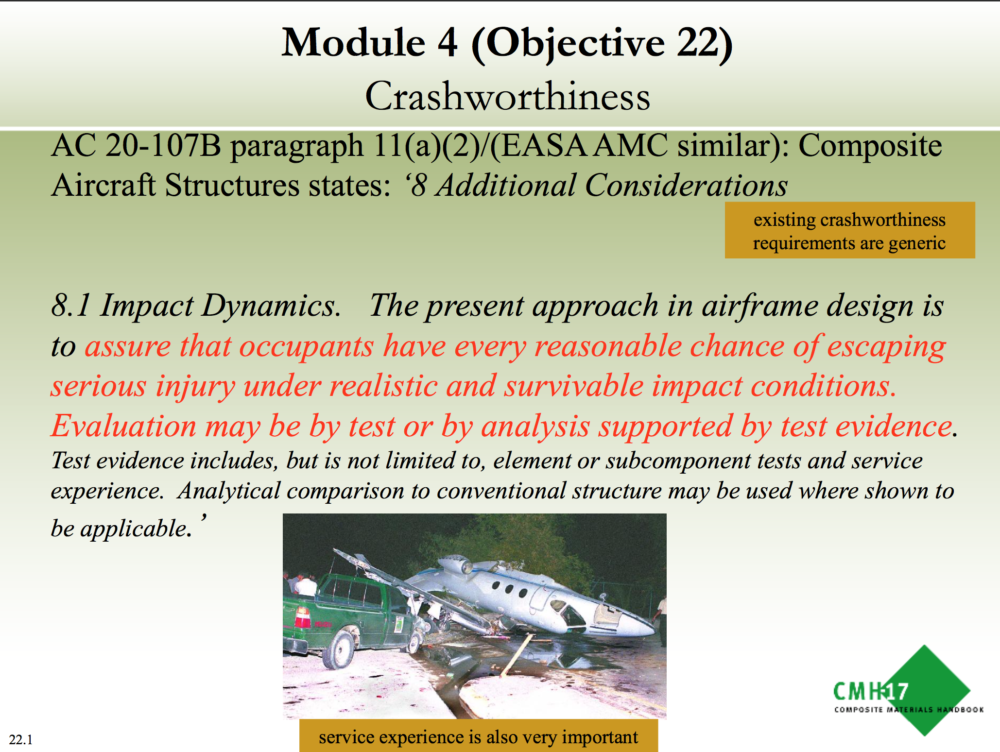 Module 4 (Objective 22)
Crashworthiness
AC 20-107B paragraph 11(a)(2)/(EASA AMC similar): Composite
Aircraft Structures states: ‘8 Additional Considerations
existing crashworthiness
requirements are generic
8.1 Impact Dynamics.   The present approach in airframe design is
to assure that occupants have every reasonable chance of escaping
serious injury under realistic and survivable impact conditions.
Evaluation may be by test or by analysis supported by test evidence.
Test evidence includes, but is not limited to, element or subcomponent tests and service
experience.  Analytical comparison to conventional structure may be used where shown to
be applicable.’
ISUZU
CMH-17
COMPOSITE MATERIALS HANDBOOK
service experience is also very important
22.1